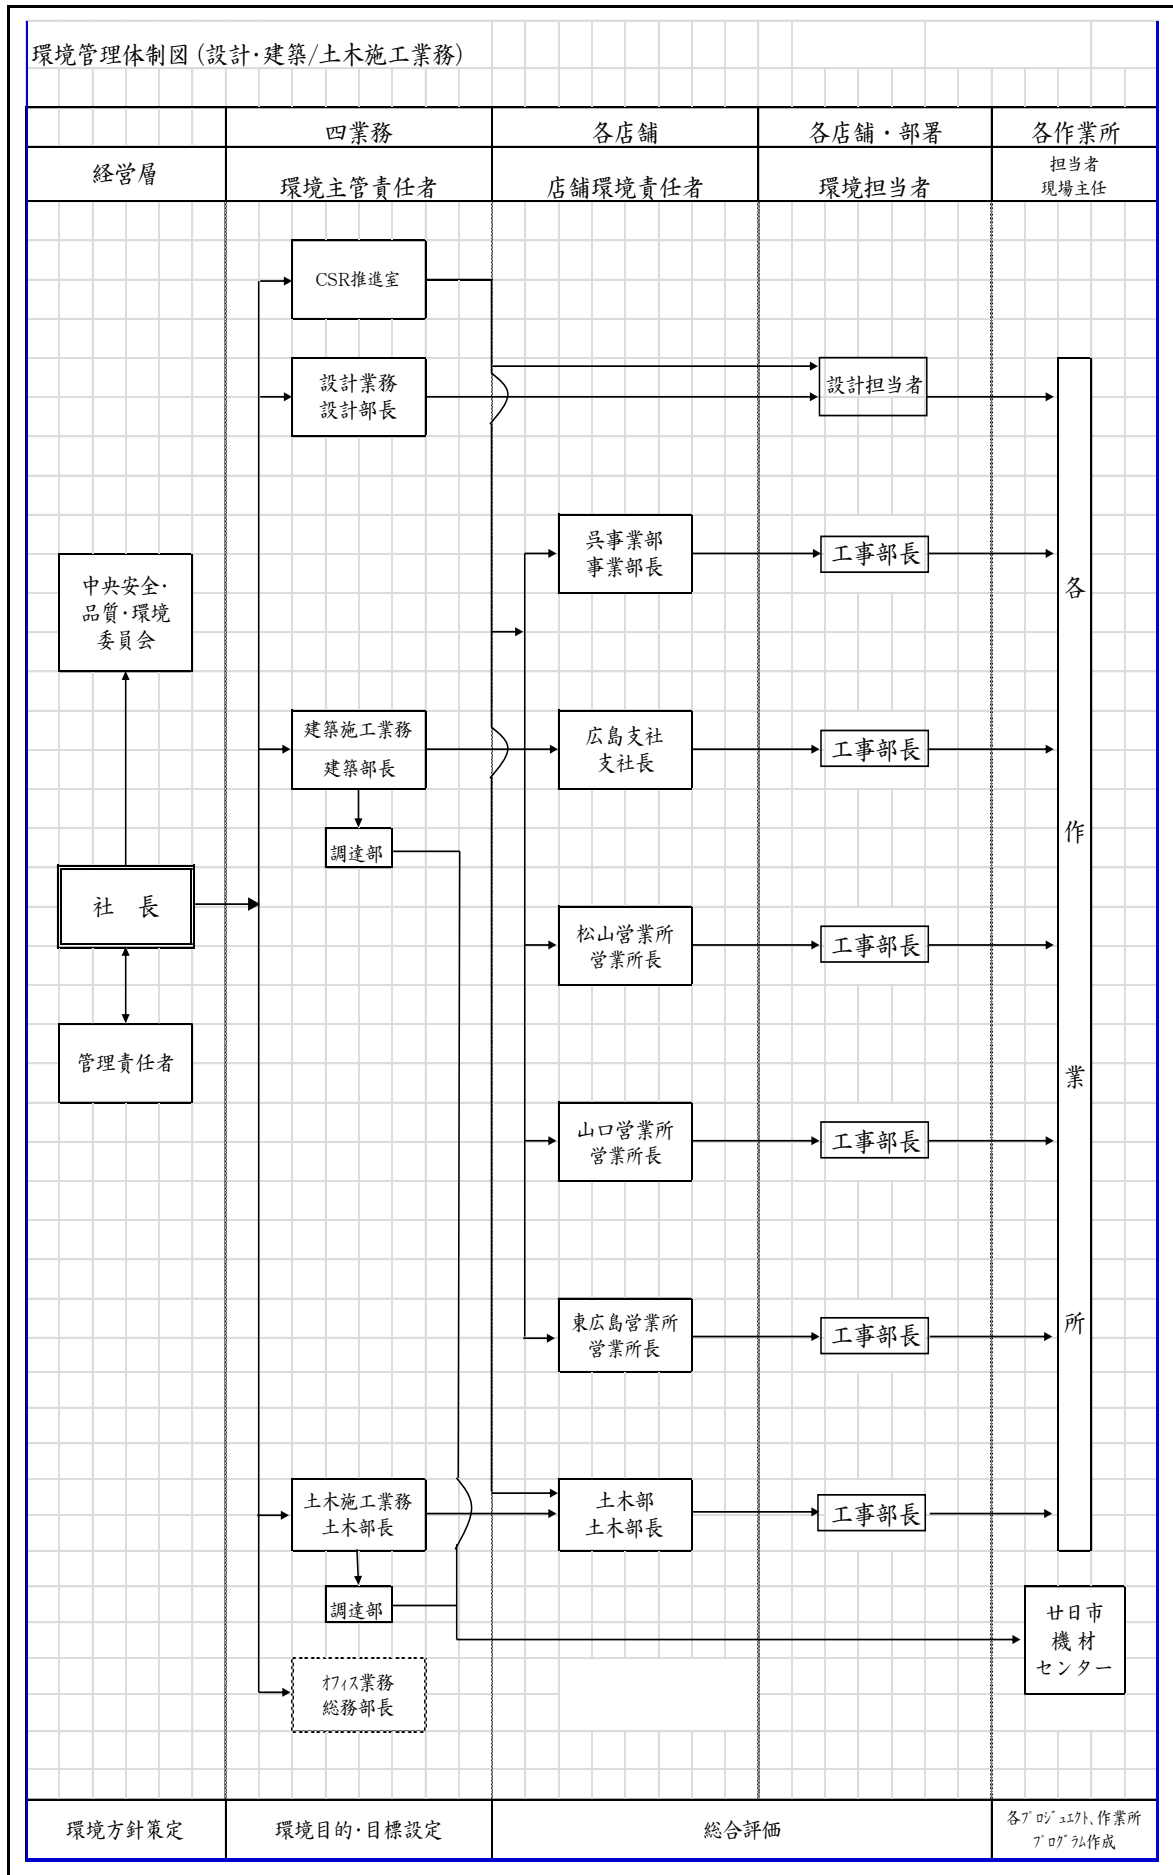 環境管理体制図 (設計・建築/土木施工業務)
四業務
各店舗
各店舗・部署
各作業所
経営層
環境主管責任者
店舗環境責任者
環境担当者
担当者
現場主任
CSR推進室
設計業務
設計部長
設計担当者
呉事業部
事業部長
工事部長
中央安全・
品質・環境
委員会
建築施工業務
建築部長
広島支社
支社長
工事部長
調達部
社 長
松山営業所
営業所長
工事部長
管理責任者
山口営業所
営業所長
工事部長
東広島営業所
営業所長
工事部長
各
作
業
所
土木施工業務
土木部長
土木部
土木部長
工事部長
調達部
廿日市
機 材
センター
ｵﾌｨｽ業務
総務部長
環境方針策定
環境目的・目標設定
総合評価
各ﾌﾟﾛｼﾞｭｴｸﾄ、作業所
ﾌﾟﾛｸﾞﾗﾑ作成